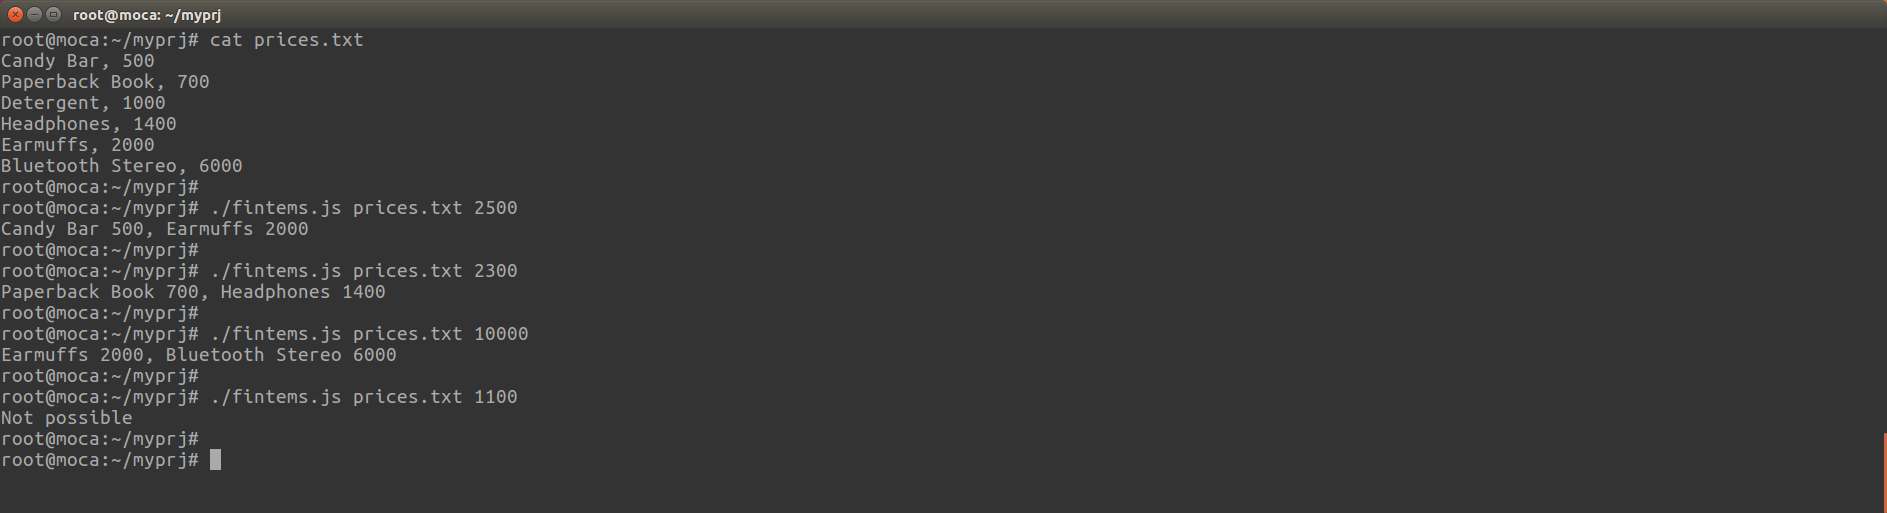 root@moca: ~/myprj
root@moca:~/myprj# cat prices.txt
Candy Bar, 500
Paperback Book, 700
Detergent, 1000
Headphones, 1400
Earmuffs, 2000
Bluetooth Stereo, 6000
root@moca:~/myprj#
root@moca:~/myprj# ./fintems.js prices.txt 2500
Candy Bar 500, Earmuffs 2000
root@moca:~/myprj#
root@moca:~/myprj# ./fintems.js prices.txt 2300
Paperback Book 700, Headphones 1400
root@moca:~/myprj#
root@moca:~/myprj# ./fintems.js prices.txt 10000
Earmuffs 2000, Bluetooth Stereo 6000
root@moca:~/myprj#
root@moca:~/myprj# ./fintems.js prices.txt 1100
Not possible
root@moca:~/myprj#
root@moca:~/myprj#